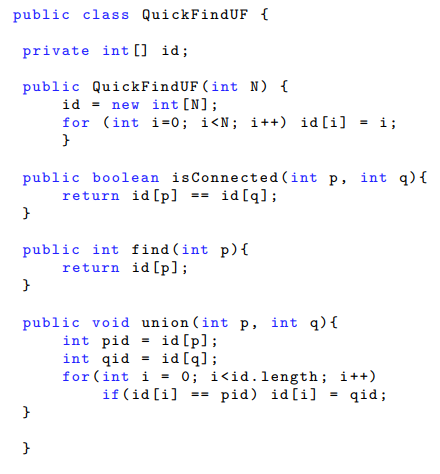 public class QuickFindUF {
private int[] id;
public QuickFindUF(int N) {
id = new int[N];
for (int i=0; i<N; i++) id[i] = i;
}
public boolean isConnected(int p, int q){
return id[p] == id[q];
}
public int find(int p){
return id[p];
}
public void union(int p, int q){
int pid = id[p];
int qid = id[q];
for(int i = 0; i<id.length; i++)
if(id[i] == pid) id[i] = qid;
}
}